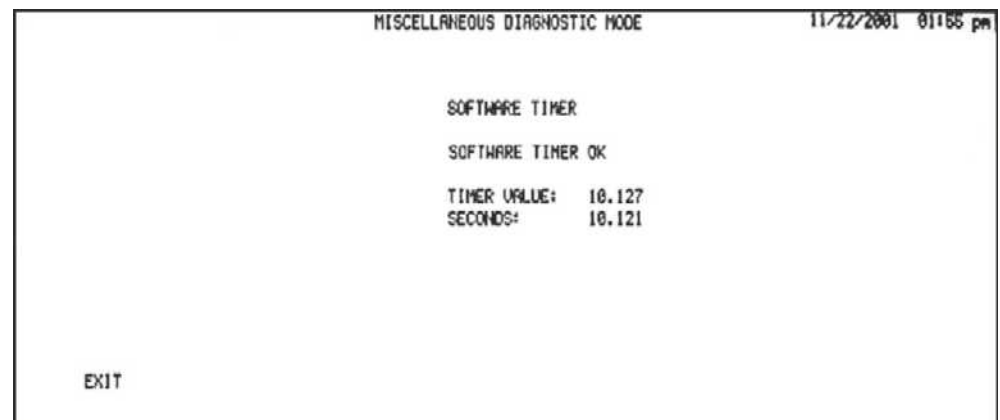 MISCELLANEOUS DIAGNOSTIC MODE 11/22/2001 01:55 pm
SOFTWARE TIMER
SOFTWARE TIMER OK
TIMER VALUE: 10.127
SECONDS: 10.121
EXIT